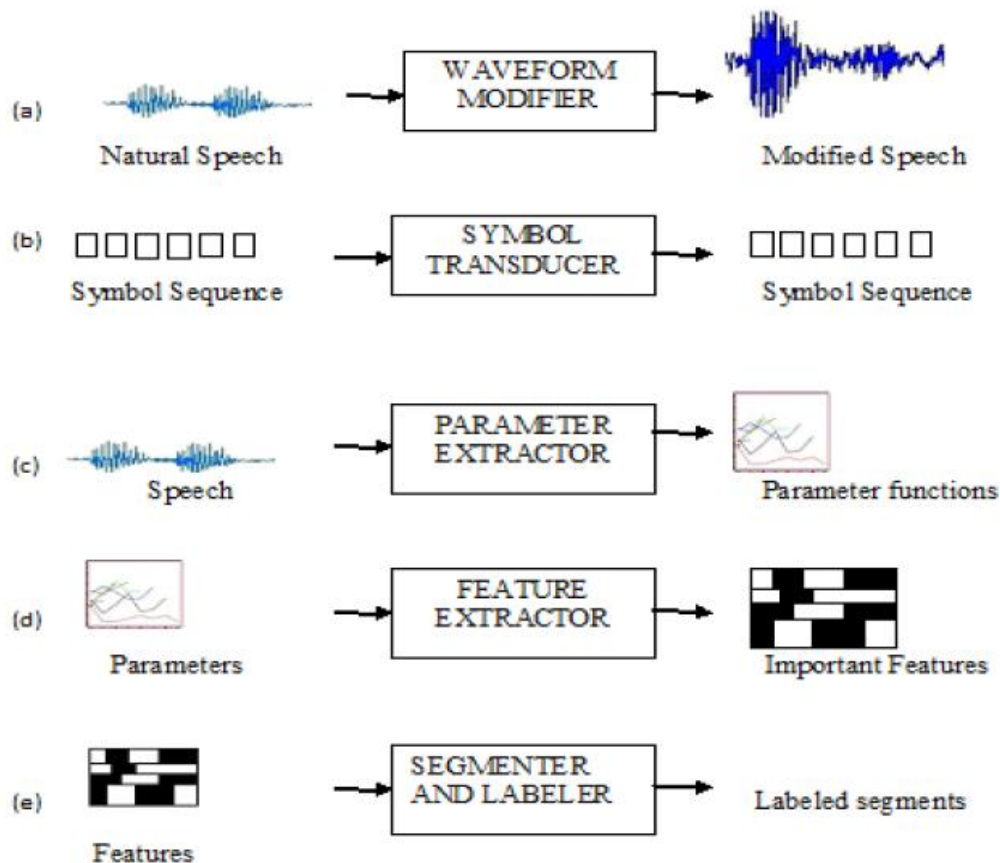 (a)
WAVEFORM
MODIFIER
Natural Speech
Modified Speech
(b)
SYMBOL
TRANSDUCER
Symbol Sequence
Symbol Sequence
(c)
PARAMETER
EXTRACTOR
Speech
Parameter functions
(d)
FEATURE
EXTRACTOR
Parameters
Important Features
(e)
SEGMENTER
AND LABELER
Labeled segments
Features